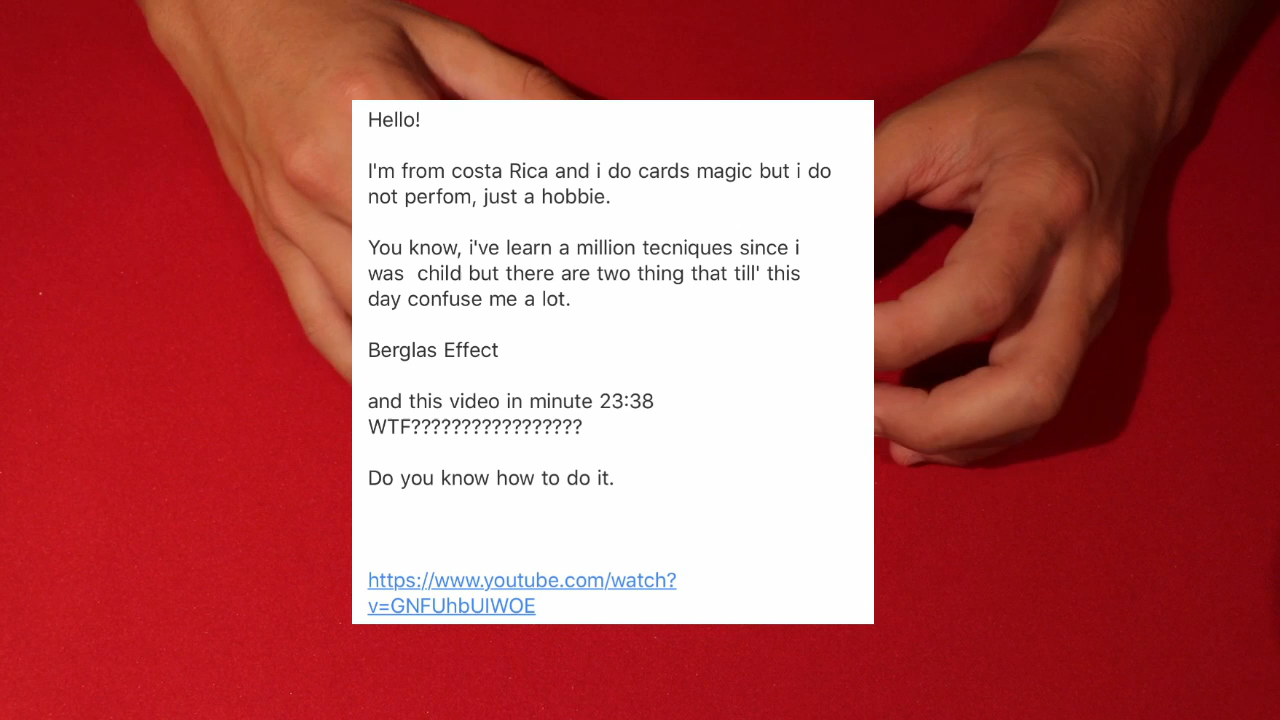 Hello!
I'm from costa Rica and i do cards magic but i do
not perfom, just a hobbie.
You know, i've learn a million tecniques since i
was  child but there are two thing that till' this
day confuse me a lot.
Berglas Effect
and this video in minute 23:38
WTF?????????????????
Do you know how to do it.
https://www.youtube.com/watch?
v=GNFUhbUIWOE